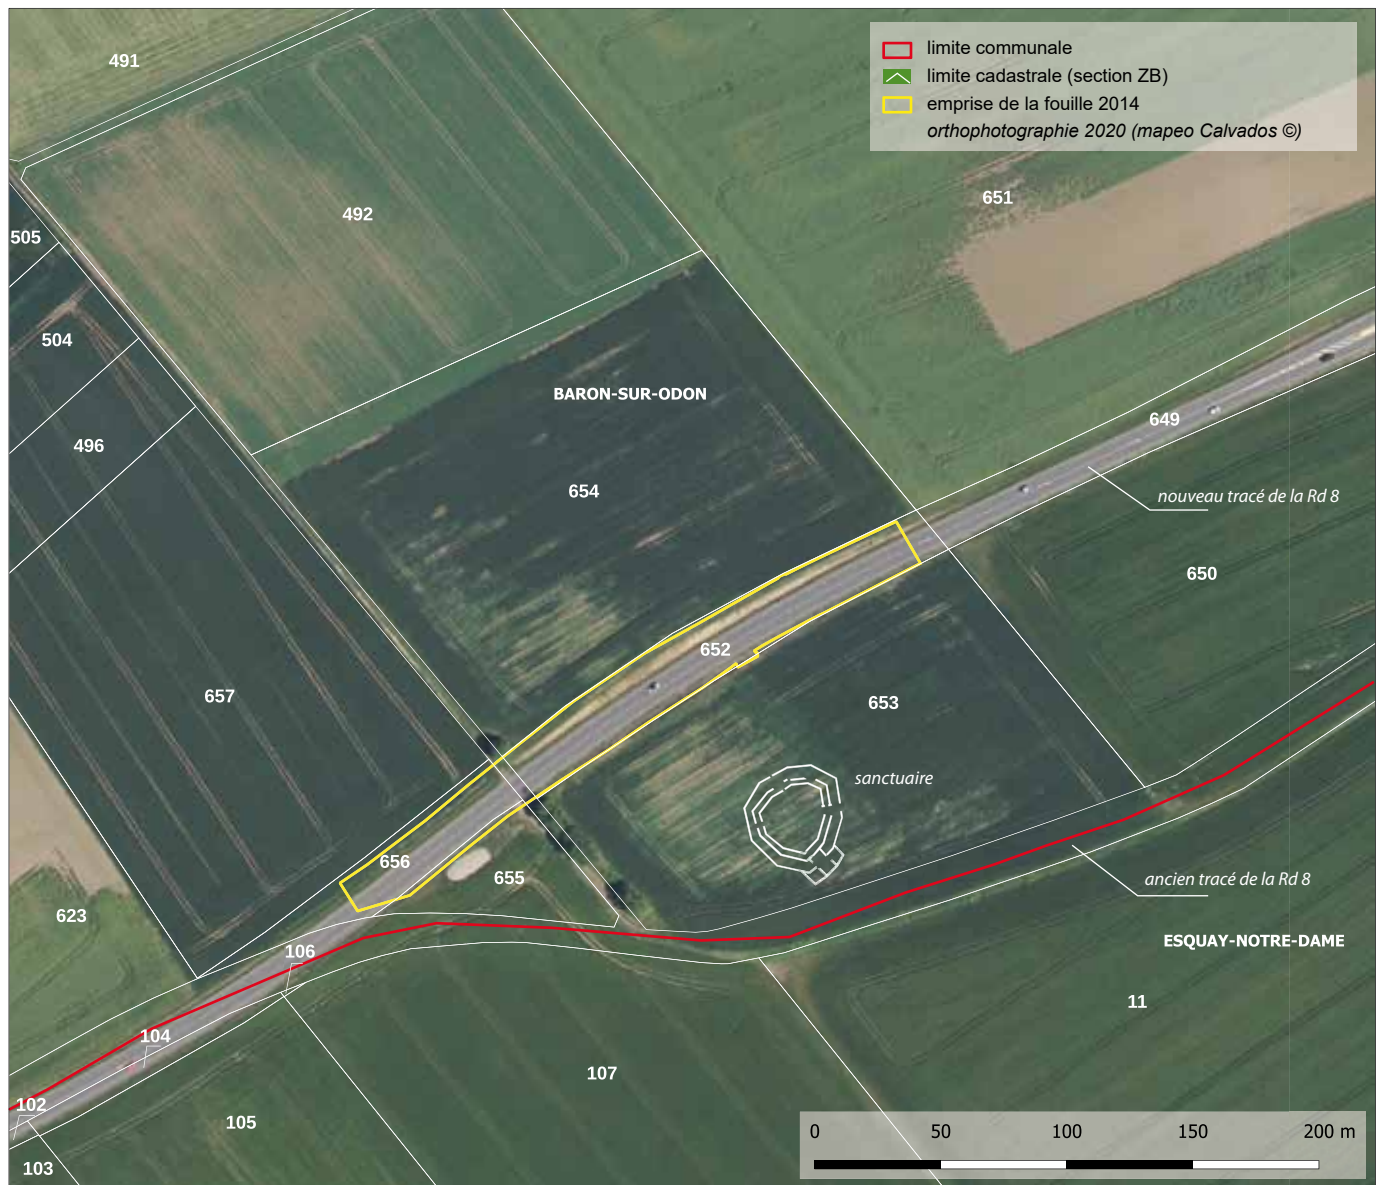 limite communale
limite cadastrale (section ZB)
emprise de la fouille 2014
orthophotographie 2020 (mapeo Calvados ©)
491
492
651
505
504
BARON-SUR-ODON
649
496
654
nouveau tracé de la Rd 8
650
652
657
653
sanctuaire
656
655
ancien tracé de la Rd 8
623
ESQUAY-NOTRE-DAME
106
11
104
107
102
105
103
0 50 100 150 200 m